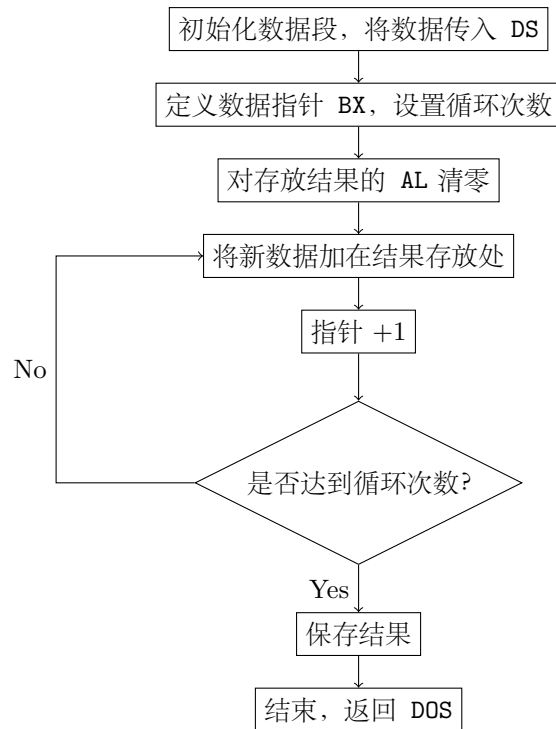 初始化数据段，将数据传入 DS
定义数据指针 BX，设置循环次数
对存放结果的 AL 清零
将新数据加在结果存放处
指针 +1
No
是否达到循环次数?
Yes
保存结果
结束，返回 DOS